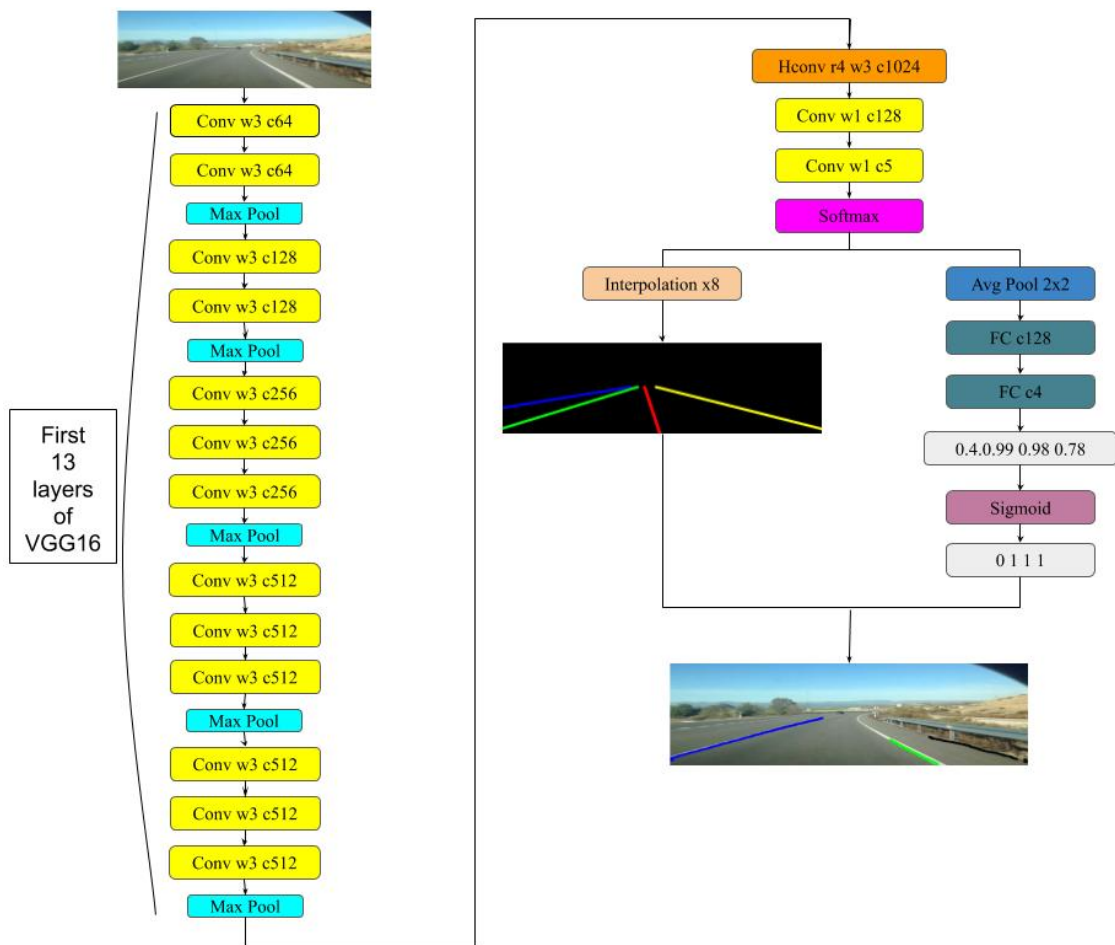 Conv w3 c64
Conv w3 c64
Max Pool
Conv w3 c128
Conv w3 c128
Max Pool
Conv w3 c256
Conv w3 c256
Conv w3 c256
Max Pool
Conv w3 c512
Conv w3 c512
Conv w3 c512
Max Pool
Conv w3 c512
Conv w3 c512
Conv w3 c512
Max Pool
First
13
layers
of
VGG16
Hconv r4 w3 c1024
Conv w1 c128
Conv w1 c5
Softmax
Interpolation x8
Avg Pool 2x2
FC c128
FC c4
0.4.0.99 0.98 0.78
Sigmoid
0 1 1 1